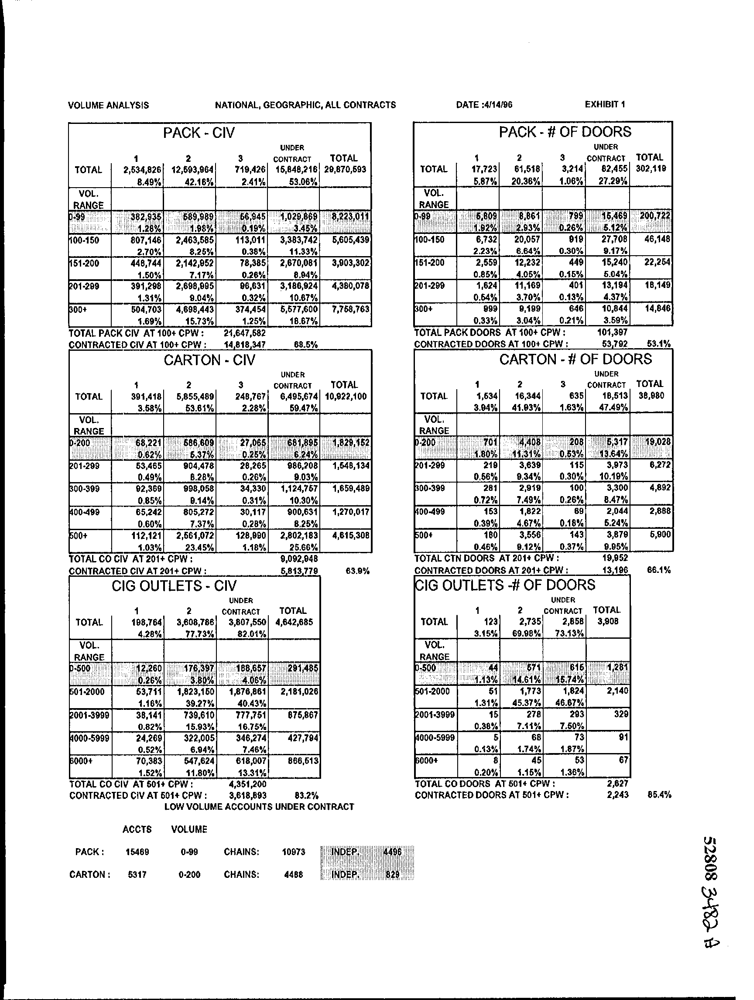 VOLUME ANALYSIS NATIONAL, GEOGRAPHIC, ALL CONTRACTS DATE :4/14/96 EXHIBIT 1
PACK - CIV
UNDER
1 2 3 CONTRACT TOTAL
TOTAL 2,534,826 12,593,964 719,426 15,848,216 29,870,593
8.49% 42.16% 2.41% 53.06%
VOL.
RANGE
0-99 382,935 589,989 56,945 1,029,869 8,223,011
1.28% 1.98% 0.19% 3.45%
100-150 807,146 2,463,585 113,011 3,383,742 5,605,439
2.70% 8.25% 0.38% 11.33%
151-200 448,744 2,142,952 78,385 2,670,081 3,903,302
1.50% 7.17% 0.26% 8.94%
201-299 391,298 2,698,995 96,631 3,186,924 4,380,078
1.31% 9.04% 0.32% 10.67%
300+ 504,703 4,698,443 374,454 5,577,600 7,758,763
1.69% 15.73% 1.25% 18.67%
TOTAL PACK CIV AT 100+ CPW : 21,647,582
CONTRACTED CIV AT 100+ CPW : 14,818,347 68.5%
PACK - # OF DOORS
UNDER
1 2 3 CONTRACT TOTAL
TOTAL 17,723 61,518 3,214 82,455 302,119
5.87% 20.36% 1.06% 27.29%
VOL.
RANGE
0-99 5,809 8,861 799 15,469 200,722
1.92% 2.93% 0.26% 5.12%
100-150 6,732 20,057 919 27,708 46,148
2.23% 6.64% 0.30% 9.17%
151-200 2,559 12,232 449 15,240 22,254
0.85% 4.05% 0.15% 5.04%
201-299 1,624 11,169 401 13,194 18,149
0.54% 3.70% 0.13% 4.37%
300+ 999 9,199 646 10,844 14,846
0.33% 3.04% 0.21% 3.59%
TOTAL PACK DOORS AT 100+ CPW : 101,397
CONTRACTED DOORS AT 100+ CPW : 53,792 53.1%
CARTON - CIV
UNDER
1 2 3 CONTRACT TOTAL
TOTAL 391,418 5,855,489 248,767 6,495,674 10,922,100
3.58% 53.61% 2.28% 59.47%
VOL.
RANGE
0-200 68,221 586,609 27,065 681,895 1,829,152
0.62% 5.37% 0.25% 6.24%
201-299 53,465 904,478 28,265 986,208 1,548,134
0.49% 8.28% 0.26% 9.03%
300-399 92,369 998,058 34,330 1,124,757 1,659,489
0.85% 9.14% 0.31% 10.30%
400-499 65,242 805,272 30,117 900,631 1,270,017
0.60% 7.37% 0.28% 8.25%
500+ 112,121 2,561,072 128,990 2,802,183 4,615,308
1.03% 23.45% 1.18% 25.66%
TOTAL CO CIV AT 201+ CPW : 9,092,948
CONTRACTED CIV AT 201+ CPW : 5,813,779 63.9%
CARTON - # OF DOORS
UNDER
1 2 3 CONTRACT TOTAL
TOTAL 1,534 16,344 635 18,513 38,980
3.94% 41.93% 1.63% 47.49%
VOL.
RANGE
0-200 701 4,408 208 5,317 19,028
1.80% 11.31% 0.53% 13.64%
201-299 219 3,639 115 3,973 6,272
0.56% 9.34% 0.30% 10.19%
300-399 281 2,919 100 3,300 4,892
0.72% 7.49% 0.26% 8.47%
400-499 153 1,822 69 2,044 2,888
0.39% 4.67% 0.18% 5.24%
500+ 180 3,556 143 3,879 5,900
0.46% 9.12% 0.37% 9.95%
TOTAL CTN DOORS AT 201+ CPW : 19,952
CONTRACTED DOORS AT 201+ CPW : 13,196 66.1%
CIG OUTLETS - CIV
UNDER
1 2 CONTRACT TOTAL
TOTAL 198,764 3,608,786 3,807,550 4,642,685
4.28% 77.73% 82.01%
VOL.
RANGE
0-500 12,260 176,397 188,657 291,485
0.26% 3.80% 4.06%
501-2000 53,711 1,823,150 1,876,861 2,181,026
1.16% 39.27% 40.43%
2001-3999 38,141 739,610 777,751 875,867
0.82% 15.93% 16.75%
4000-5999 24,269 322,005 346,274 427,794
0.52% 6.94% 7.46%
6000+ 70,383 547,624 618,007 866,513
1.52% 11.80% 13.31%
TOTAL CO CIV AT 501+ CPW : 4,351,200
CONTRACTED CIV AT 501+ CPW : 3,618,893 83.2%
CIG OUTLETS -# OF DOORS
UNDER
1 2 CONTRACT TOTAL
TOTAL 123 2,735 2,858 3,908
3.15% 69.98% 73.13%
VOL.
RANGE
0-500 44 571 615 1,281
1.13% 14.61% 15.74%
501-2000 51 1,773 1,824 2,140
1.31% 45.37% 46.67%
2001-3999 15 278 293 329
0.38% 7.11% 7.50%
4000-5999 5 68 73 91
0.13% 1.74% 1.87%
6000+ 8 45 53 67
0.20% 1.15% 1.36%
TOTAL CO DOORS AT 501+ CPW : 2,627
CONTRACTED DOORS AT 501+ CPW : 2,243 85.4%
LOW VOLUME ACCOUNTS UNDER CONTRACT
ACCTS VOLUME
PACK : 15469 0-99 CHAINS: 10973 INDEP. 4496
CARTON : 5317 0-200 CHAINS: 4488 INDEP. 829
52808 3482 A